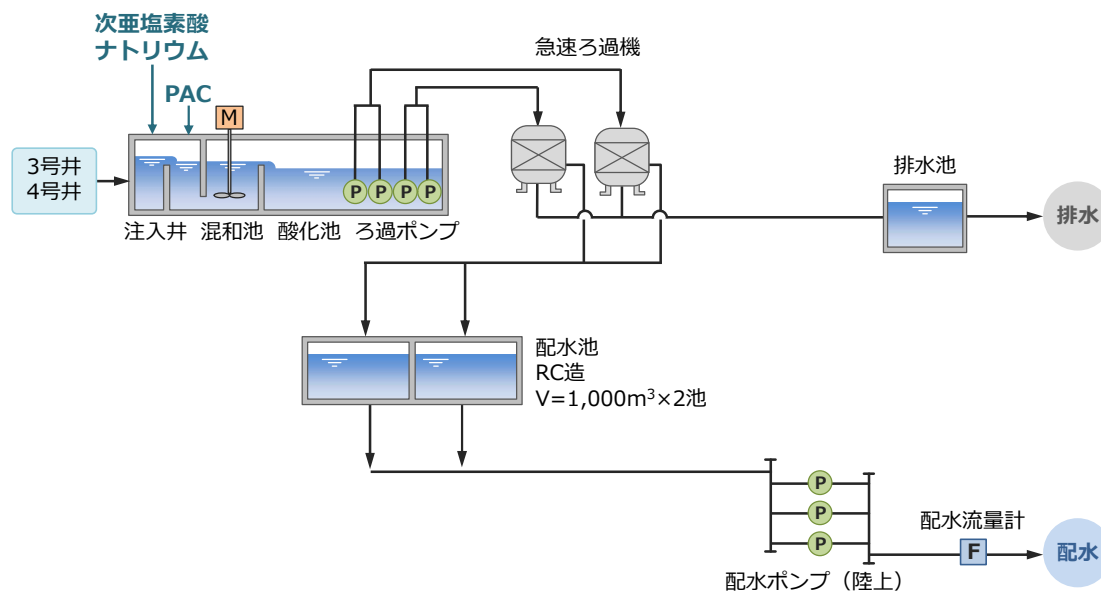 次亜塩素酸
ナトリウム
PAC
M
急速ろ過機
3号井
4号井
P P P P
注入井 混和池 酸化池 ろ過ポンプ
排水池
排水
配水池
RC造
V=1,000m³×2池
P
P
P
配水ポンプ（陸上）
配水流量計
F
配水